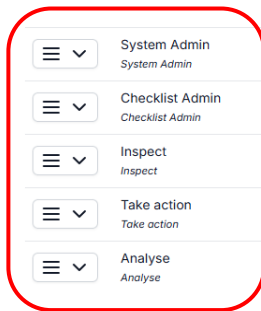 System Admin
System Admin
Checklist Admin
Checklist Admin
Inspect
Inspect
Take action
Take action
Analyse
Analyse